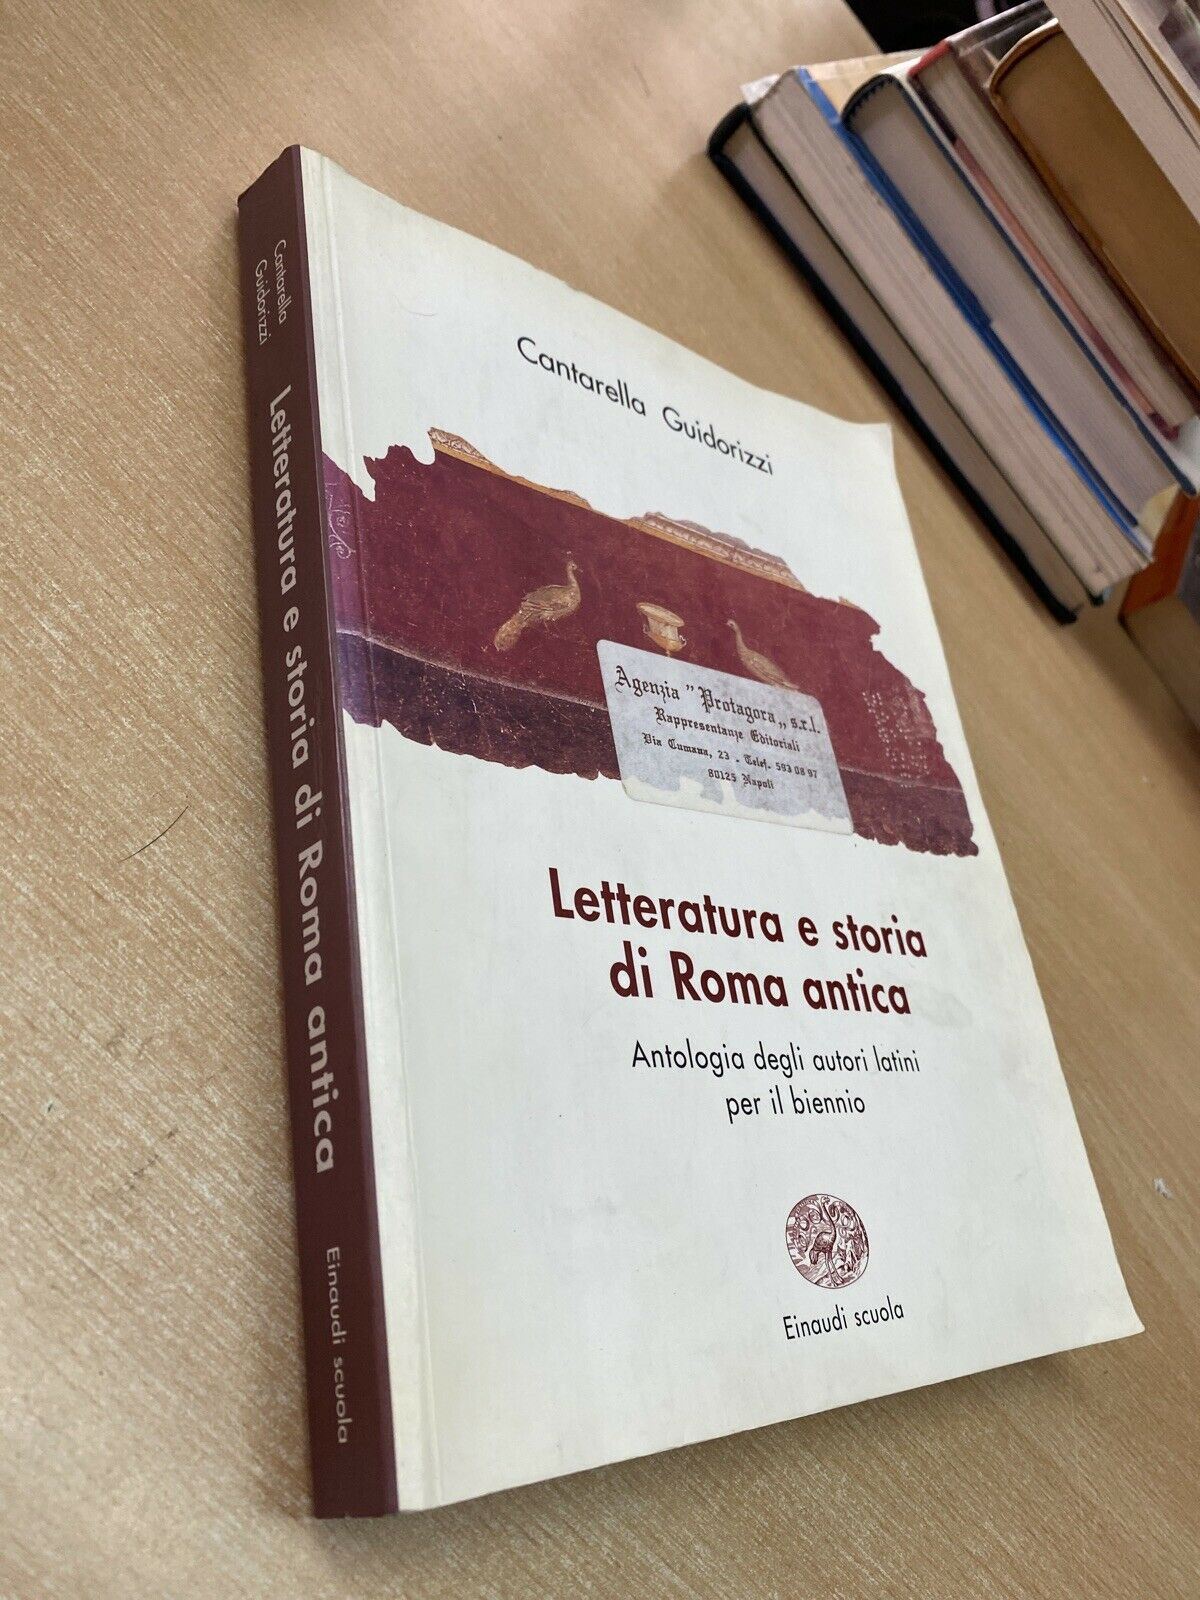 Cantarella Guidorizzi
Agenzia "Protagora„ s.r.l.
Rappresentanze Editoriali
Via Cumana, 23 - Telef. 593 08 97
80125 Napoli
Letteratura e storia
di Roma antica
Antologia degli autori latini
per il biennio
Einaudi scuola
Cantarella
Guidorizzi
Letteratura e storia di Roma antica
Einaudi scuola